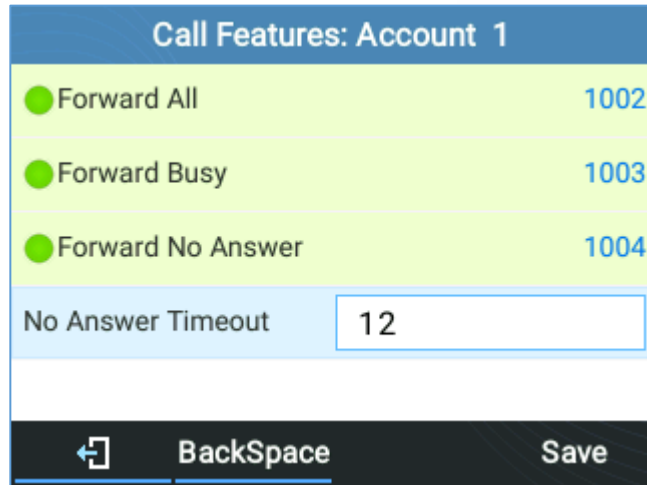 Call Features: Account 1
Forward All 1002
Forward Busy 1003
Forward No Answer 1004
No Answer Timeout 12
BackSpace Save